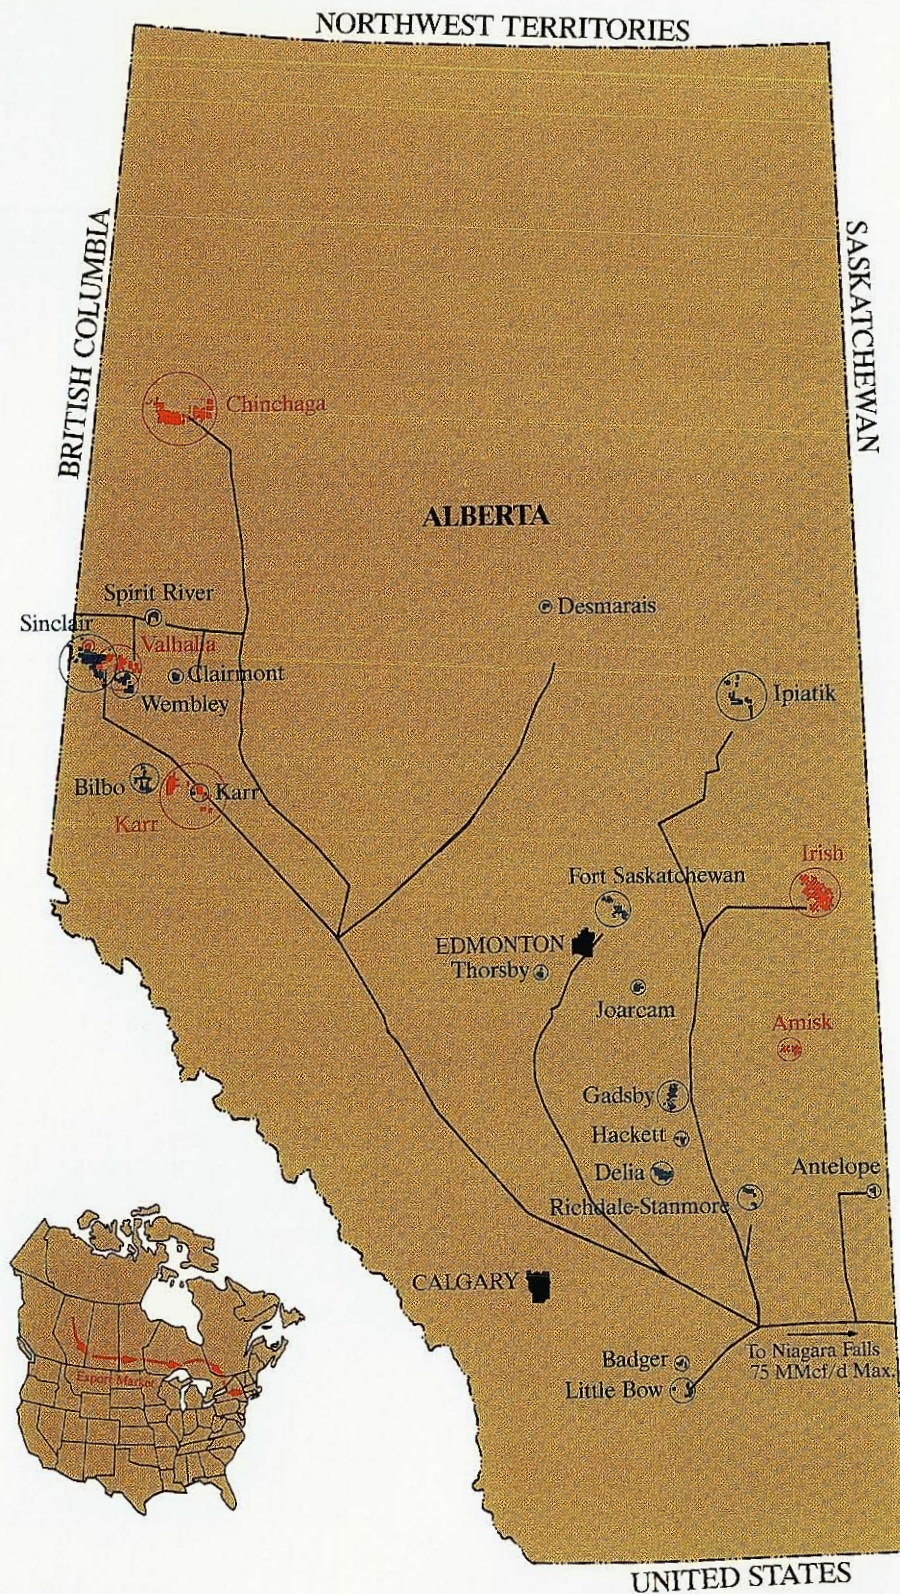 NORTHWEST TERRITORIES
BRITISH COLUMBIA
SASKATCHEWAN
Chinchaga
ALBERTA
Spirit River
Desmarais
Sinclair
Valhalla
Clairmont
Wembley
Ipiatik
Bilbo
Karr
Karr
Irish
Fort Saskatchewan
EDMONTON
Thorsby
Joarcam
Amisk
Gadsby
Hackett
Delia
Antelope
Richdale-Stanmore
CALGARY
To Niagara Falls
75 MMcf/d Max.
Badger
Little Bow
Export Market
UNITED STATES